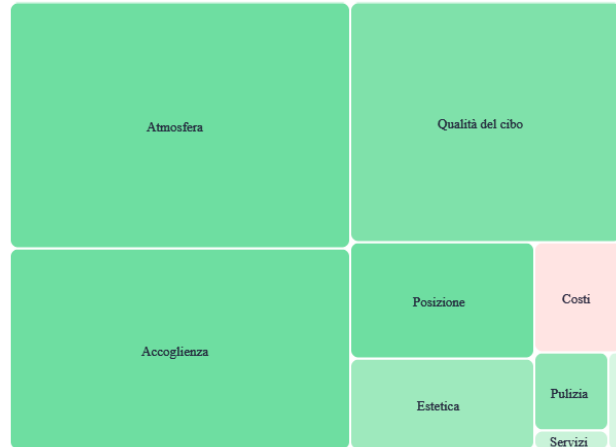 Atmosfera
Qualità del cibo
Accoglienza
Posizione
Costi
Estetica
Pulizia
Servizi